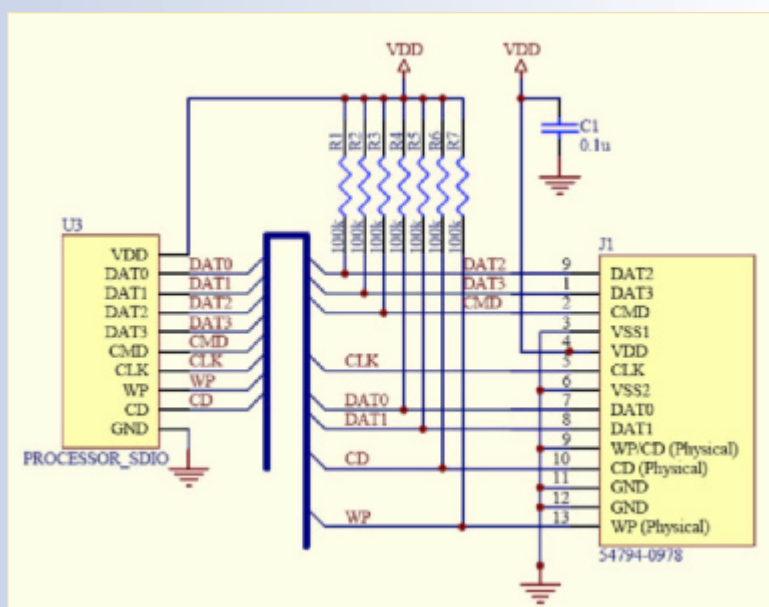 VDD
VDD
R1
R2
R3
R4
R5
R6
R7
C1
0.1u
100k
100k
100k
100k
100k
100k
100k
U3
VDD
DAT0
DAT1
DAT2
DAT3
CMD
CLK
WP
CD
GND
PROCESSOR_SDIO
DAT0
DAT1
DAT2
DAT3
CMD
CLK
WP
CD
DAT2
DAT3
CMD
CLK
DAT0
DAT1
CD
WP
J1
9 DAT2
1 DAT3
2 CMD
3 VSS1
4 VDD
5 CLK
6 VSS2
7 DAT0
8 DAT1
9 WP/CD (Physical)
10 CD (Physical)
11 GND
12 GND
13 WP (Physical)
54794-0978